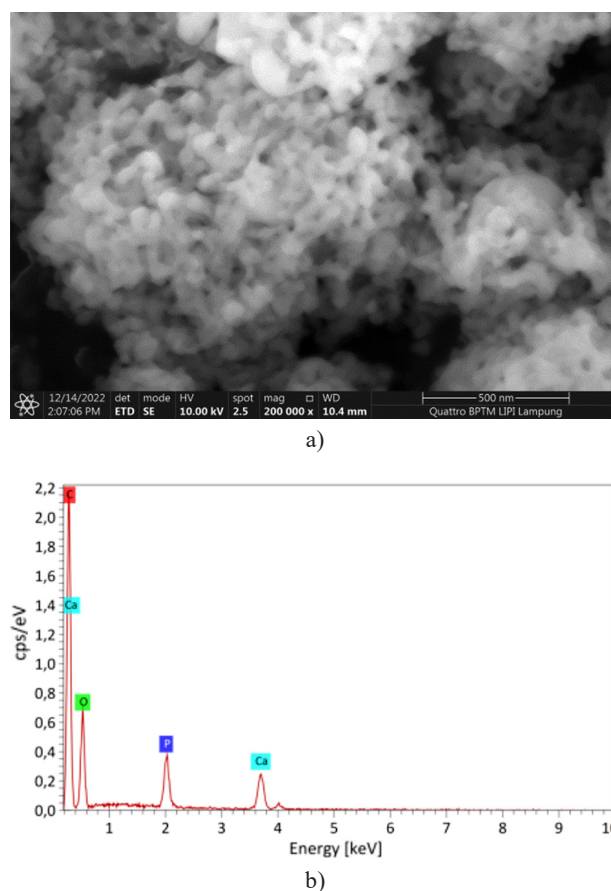 12/14/2022 det mode HV spot mag □ WD 500 nm
2:07:06 PM ETD SE 10.00 kV 2.5 200 000 x 10.4 mm Quattro BPTM LIPI Lampung
a)
2,2
2,0
1,8
1,6
1,4
1,2
1,0
0,8
0,6
0,4
0,2
0,0
cps/eV
C
Ca
O
P
Ca
1 2 3 4 5 6 7 8 9 10
Energy [keV]
b)